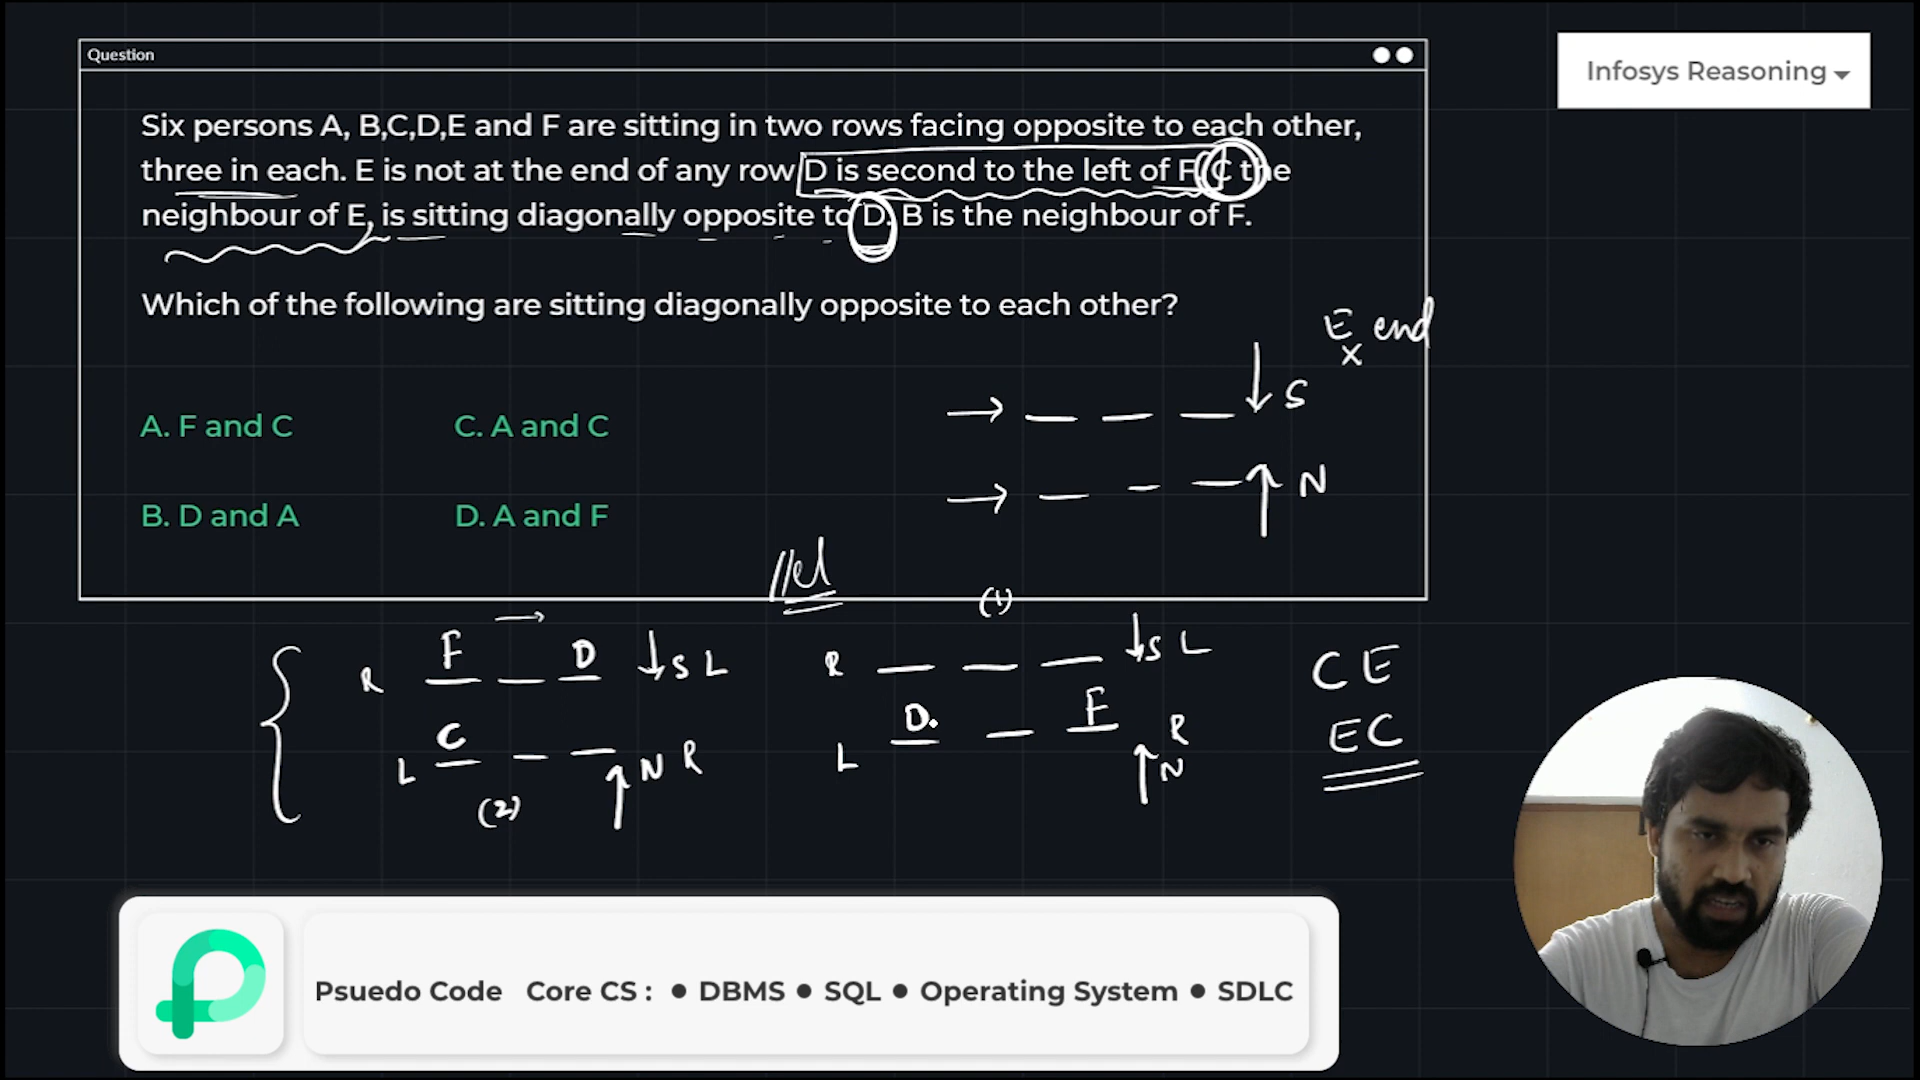 Question
Infosys Reasoning
Six persons A, B,C,D,E and F are sitting in two rows facing opposite to each other,
three in each. E is not at the end of any row D is second to the left of F. C the
neighbour of E, is sitting diagonally opposite to D. B is the neighbour of F.
Which of the following are sitting diagonally opposite to each other?
E end
x
S
A. F and C
C. A and C
N
B. D and A
D. A and F
(1)
R F D S L
R S L
C E
C
L N R
(2)
D. F
L R
N
E C
Psuedo Code Core CS : • DBMS • SQL • Operating System • SDLC